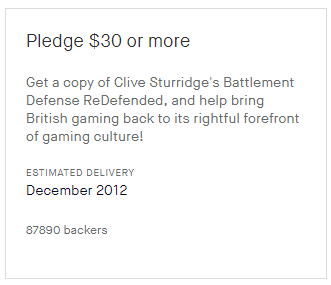 Pledge $30 or more
Get a copy of Clive Sturridge's Battlement
Defense ReDefended, and help bring
British gaming back to its rightful forefront
of gaming culture!
ESTIMATED DELIVERY
December 2012
87890 backers